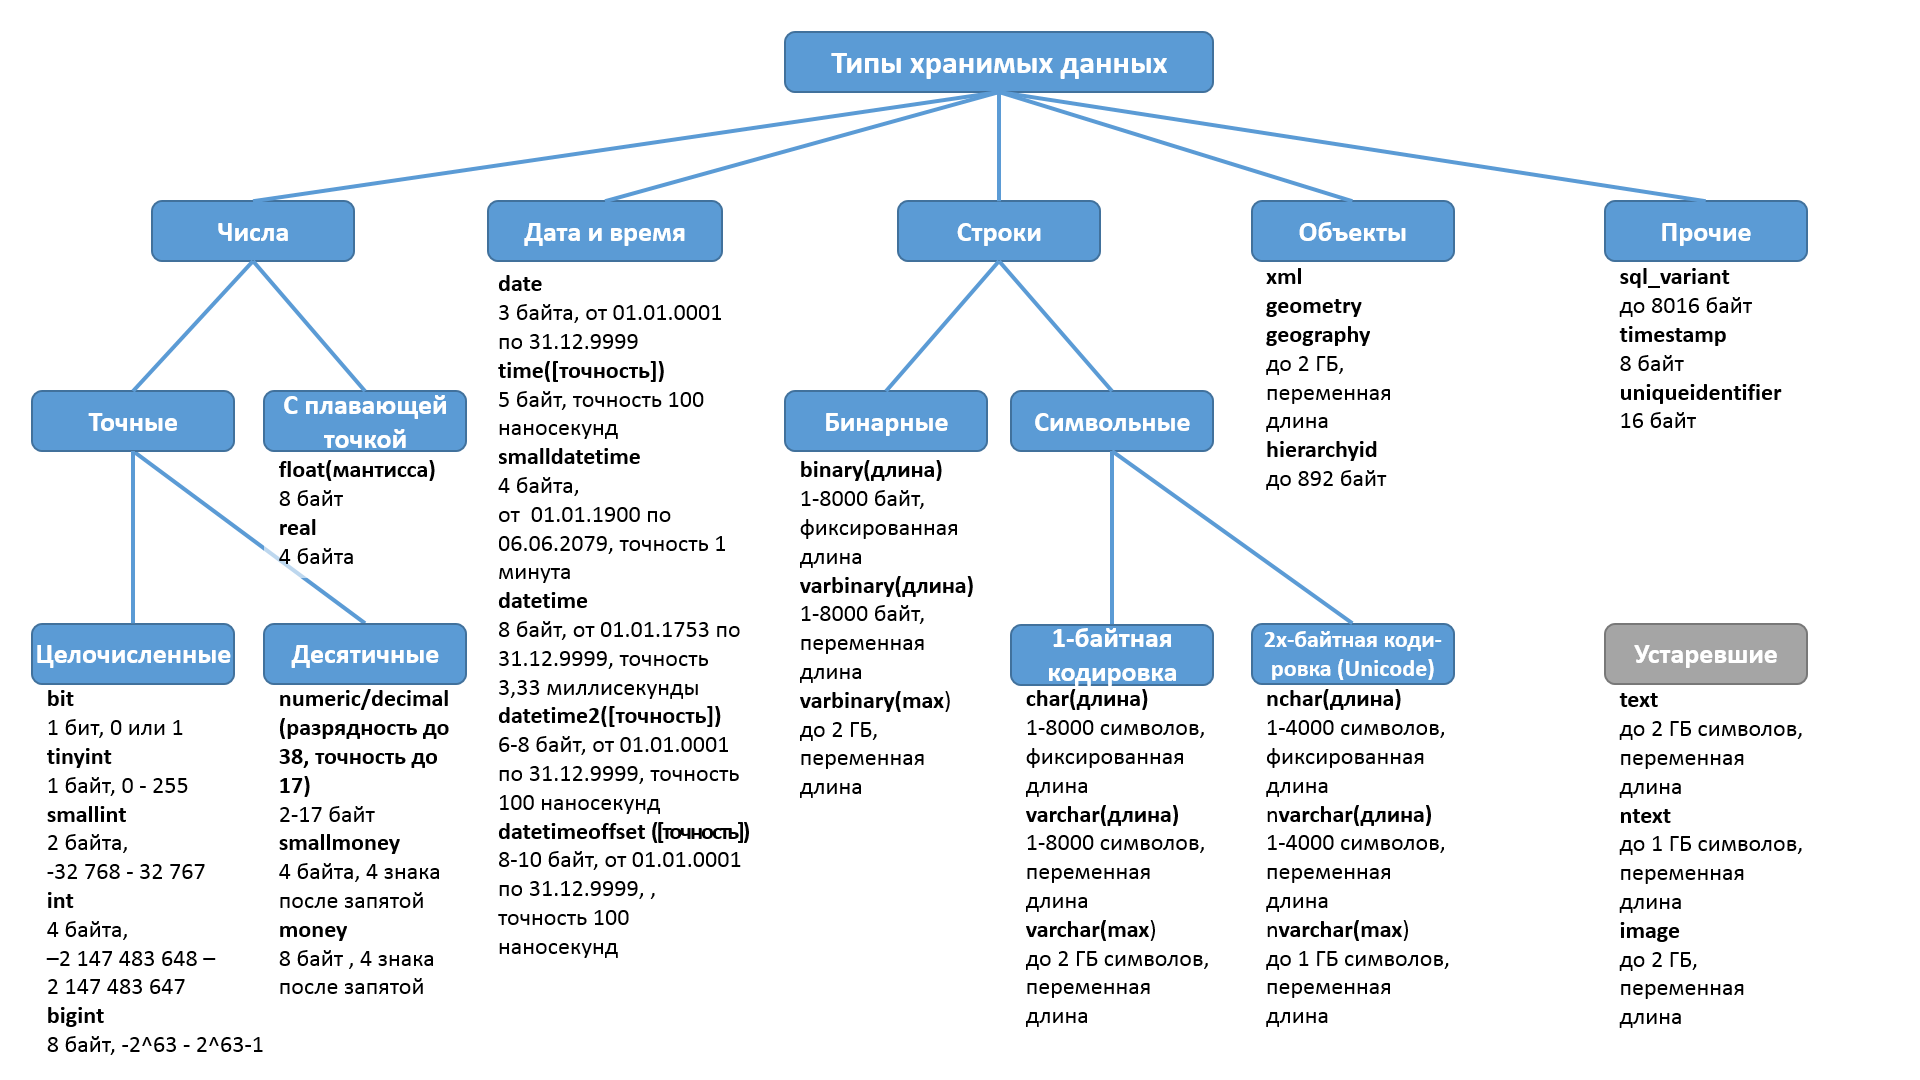 Типы хранимых данных
Числа
Дата и время
Строки
Объекты
Прочие
date
3 байта, от 01.01.0001
по 31.12.9999
time([точность])
5 байт, точность 100
наносекунд
smalldatetime
4 байта,
от  01.01.1900 по
06.06.2079, точность 1
минута
datetime
8 байт, от 01.01.1753 по
31.12.9999, точность
3,33 миллисекунды
datetime2([точность])
6-8 байт, от 01.01.0001
по 31.12.9999, точность
100 наносекунд
datetimeoffset ([точность])
8-10 байт, от 01.01.0001
по 31.12.9999, ,
точность 100
наносекунд
xml
geometry
geography
до 2 ГБ,
переменная
длина
hierarchyid
до 892 байт
sql_variant
до 8016 байт
timestamp
8 байт
uniqueidentifier
16 байт
Точные
С плавающей
точкой
float(мантисса)
8 байт
real
4 байта
Бинарные
binary(длина)
1-8000 байт,
фиксированная
длина
varbinary(длина)
1-8000 байт,
переменная
длина
varbinary(max)
до 2 ГБ,
переменная
длина
Символьные
Целочисленные
bit
1 бит, 0 или 1
tinyint
1 байт, 0 - 255
smallint
2 байта,
-32 768 - 32 767
int
4 байта,
–2 147 483 648 –
2 147 483 647
bigint
8 байт, -2^63 - 2^63-1
Десятичные
numeric/decimal
(разрядность до
38, точность до
17)
2-17 байт
smallmoney
4 байта, 4 знака
после запятой
money
8 байт , 4 знака
после запятой
1-байтная
кодировка
char(длина)
1-8000 символов,
фиксированная
длина
varchar(длина)
1-8000 символов,
переменная
длина
varchar(max)
до 2 ГБ символов,
переменная
длина
2х-байтная коди-
ровка (Unicode)
nchar(длина)
1-4000 символов,
фиксированная
длина
nvarchar(длина)
1-4000 символов,
переменная
длина
nvarchar(max)
до 1 ГБ символов,
переменная
длина
Устаревшие
text
до 2 ГБ символов,
переменная
длина
ntext
до 1 ГБ символов,
переменная
длина
image
до 2 ГБ,
переменная
длина